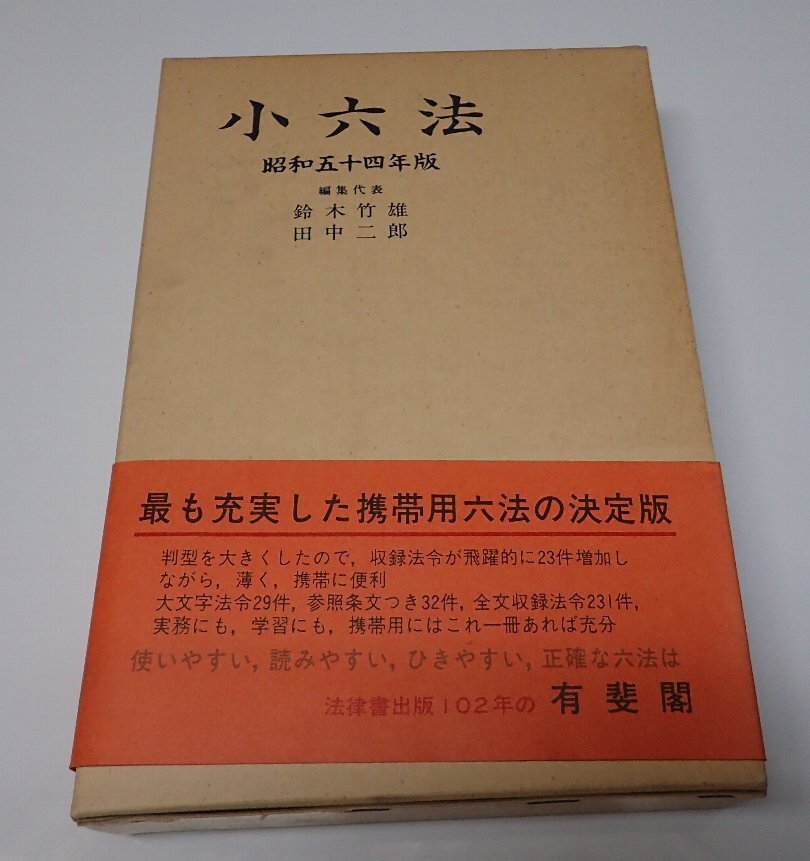 小六法
昭和五十四年版
編集代表
鈴木竹雄
田中二郎
最も充実した携帯用六法の決定版
判型を大きくしたので，収録法令が飛躍的に23件増加し
ながら，薄く，携帯に便利
大文字法令29件，参照条文つき32件，全文収録法令231件，
実務にも，学習にも，携帯用にはこれ一冊あれば充分
使いやすい，読みやすい，ひきやすい，正確な六法は
法律書出版102年の 有斐閣